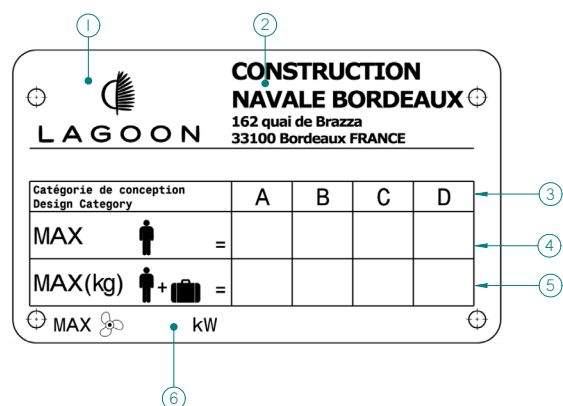 1
2
CONSTRUCTION
NAVALE BORDEAUX
162 quai de Brazza
33100 Bordeaux FRANCE
LAGOON
Catégorie de conception
Design Category
A B C D
3
MAX =
4
MAX(kg) + =
5
MAX kW
6